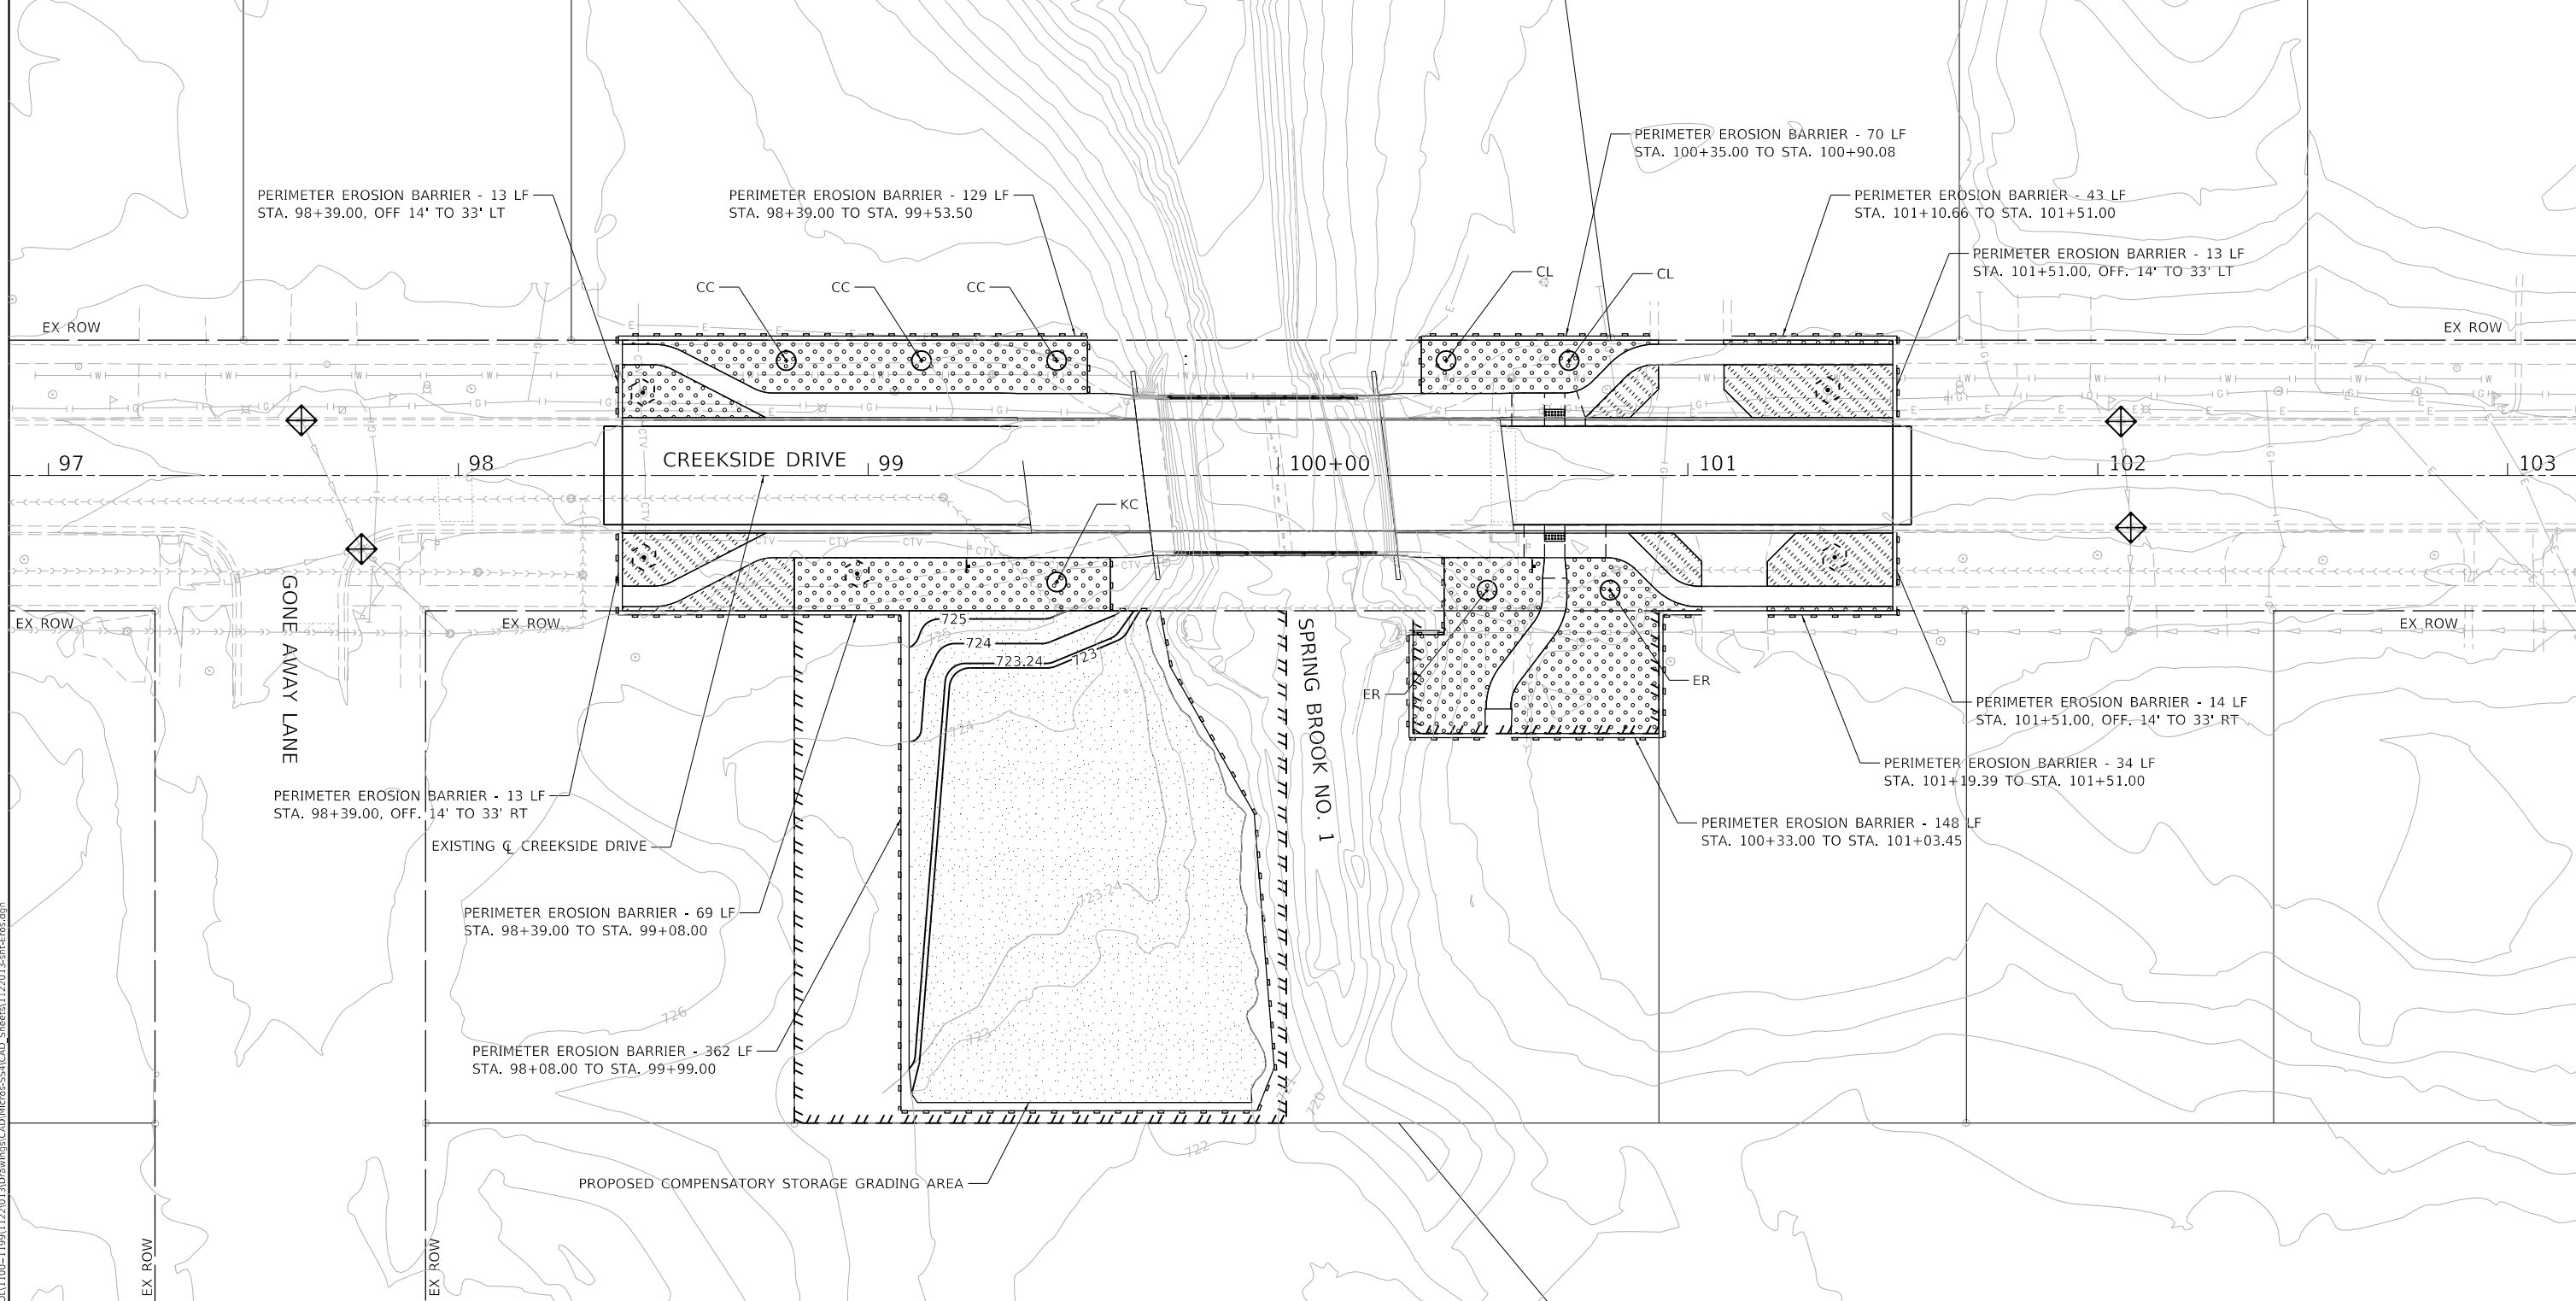 PERIMETER EROSION BARRIER - 70 LF
STA. 100+35.00 TO STA. 100+90.08
PERIMETER EROSION BARRIER - 13 LF
STA. 98+39.00, OFF 14' TO 33' LT
PERIMETER EROSION BARRIER - 129 LF
STA. 98+39.00 TO STA. 99+53.50
PERIMETER EROSION BARRIER - 43 LF
STA. 101+10.66 TO STA. 101+51.00
PERIMETER EROSION BARRIER - 13 LF
STA. 101+51.00, OFF. 14' TO 33' LT
CC
CC
CC
CL
CL
EX ROW
EX ROW
97
98
CREEKSIDE DRIVE
99
100+00
101
102
103
KC
GONE AWAY LANE
EX ROW
EX ROW
EX ROW
725
725
724
723.24
723
724
723.24
723
726
SPRING BROOK NO. 1
ER
ER
PERIMETER EROSION BARRIER - 14 LF
STA. 101+51.00, OFF. 14' TO 33' RT
PERIMETER EROSION BARRIER - 34 LF
STA. 101+19.39 TO STA. 101+51.00
PERIMETER EROSION BARRIER - 13 LF
STA. 98+39.00, OFF. 14' TO 33' RT
EXISTING ℄ CREEKSIDE DRIVE
PERIMETER EROSION BARRIER - 148 LF
STA. 100+33.00 TO STA. 101+03.45
PERIMETER EROSION BARRIER - 69 LF
STA. 98+39.00 TO STA. 99+08.00
PERIMETER EROSION BARRIER - 362 LF
STA. 98+08.00 TO STA. 99+99.00
721
720
722
PROPOSED COMPENSATORY STORAGE GRADING AREA
EX ROW
EX ROW